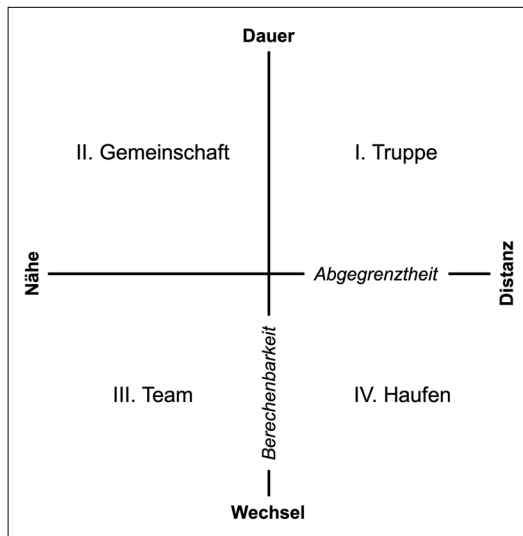 Dauer
II. Gemeinschaft
I. Truppe
Nähe
Abgegrenztheit
Distanz
Berechenbarkeit
III. Team
IV. Haufen
Wechsel